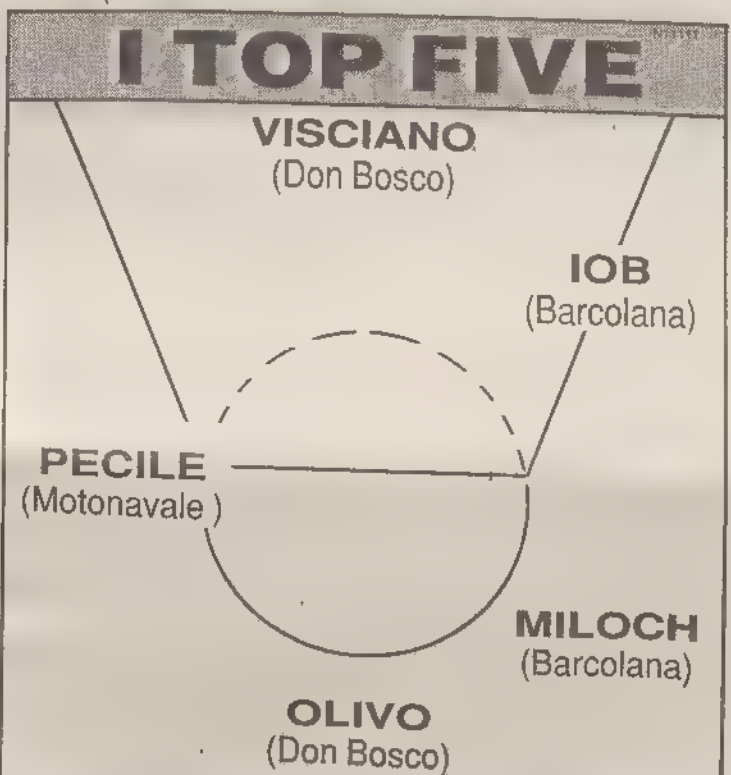 I TOP FIVE
VISCIANO
(Don Bosco)
IOB
(Barcolana)
PECILE
(Motonavale )
MILOCH
(Barcolana)
OLIVO
(Don Bosco)